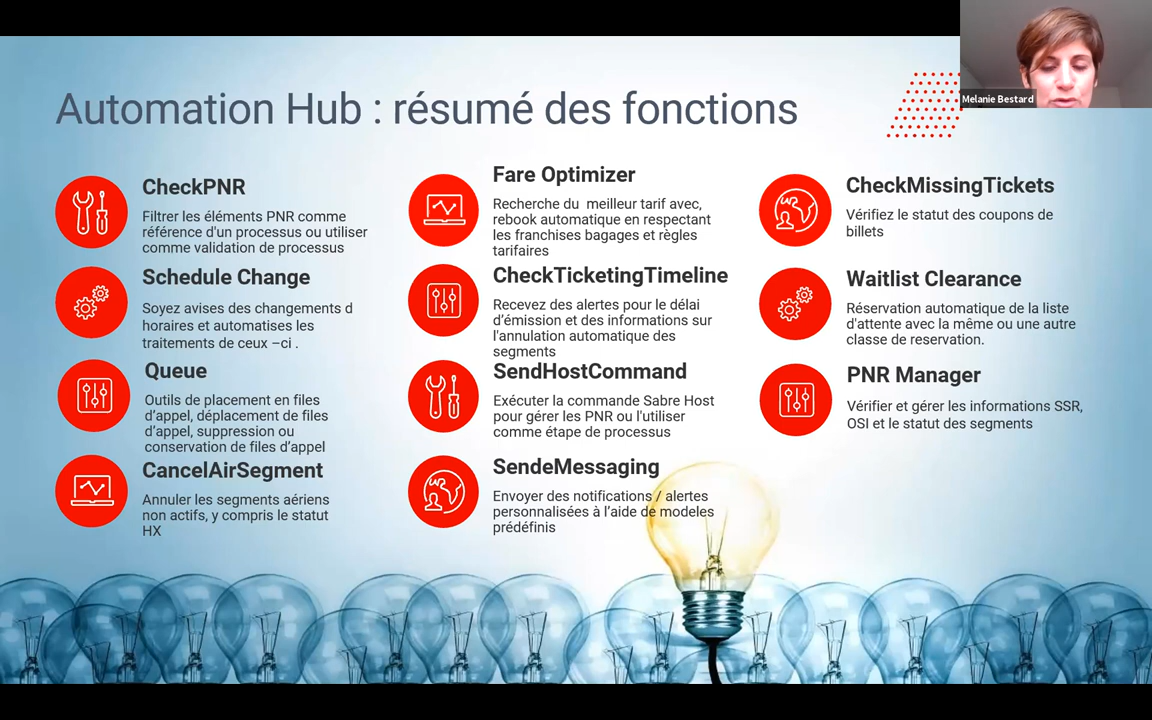 Automation Hub : résumé des fonctions
Melanie Bestard
CheckPNR
Filtrer les éléments PNR comme
référence d'un processus ou utiliser
comme validation de processus
Schedule Change
Soyez avises des changements d
horaires et automatises les
traitements de ceux –ci .
Queue
Outils de placement en files
d'appel, déplacement de files
d'appel, suppression ou
conservation de files d'appel
CancelAirSegment
Annuler les segments aériens
non actifs, y compris le statut
HX
Fare Optimizer
Recherche du  meilleur tarif avec,
rebook automatique en respectant
les franchises bagages et règles
tarifaires
CheckTicketingTimeline
Recevez des alertes pour le délai
d'émission et des informations sur
l'annulation automatique des
segments
SendHostCommand
Exécuter la commande Sabre Host
pour gérer les PNR ou l'utiliser
comme étape de processus
SendeMessaging
Envoyer des notifications / alertes
personnalisées à l'aide de modeles
prédéfinis
CheckMissingTickets
Vérifiez le statut des coupons de
billets
Waitlist Clearance
Réservation automatique de la liste
d'attente avec la même ou une autre
classe de reservation.
PNR Manager
Vérifier et gérer les informations SSR,
OSI et le statut des segments